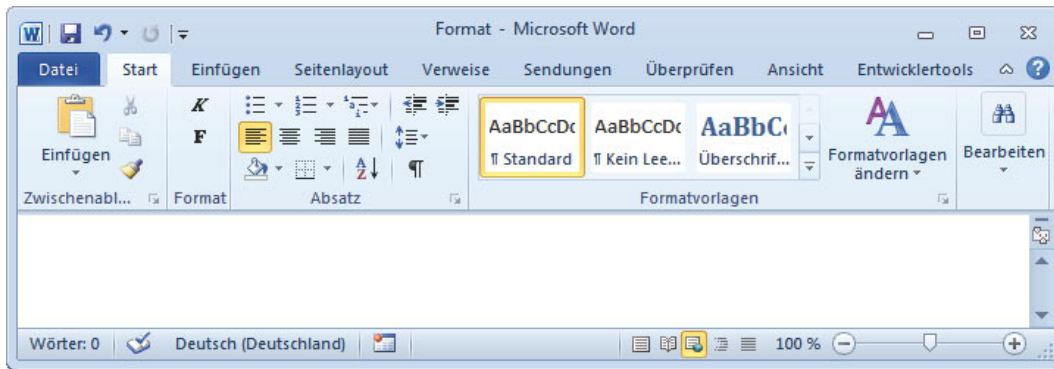 Format - Microsoft Word
Datei Start Einfügen Seitenlayout Verweise Sendungen Überprüfen Ansicht Entwicklertools
Einfügen K F AaBbCcDc AaBbCcDc AaBbC
¶ Standard ¶ Kein Lee... Überschrif... Formatvorlagen ändern Bearbeiten
Zwischenabl... Format Absatz Formatvorlagen
Wörter: 0 Deutsch (Deutschland) 100 %